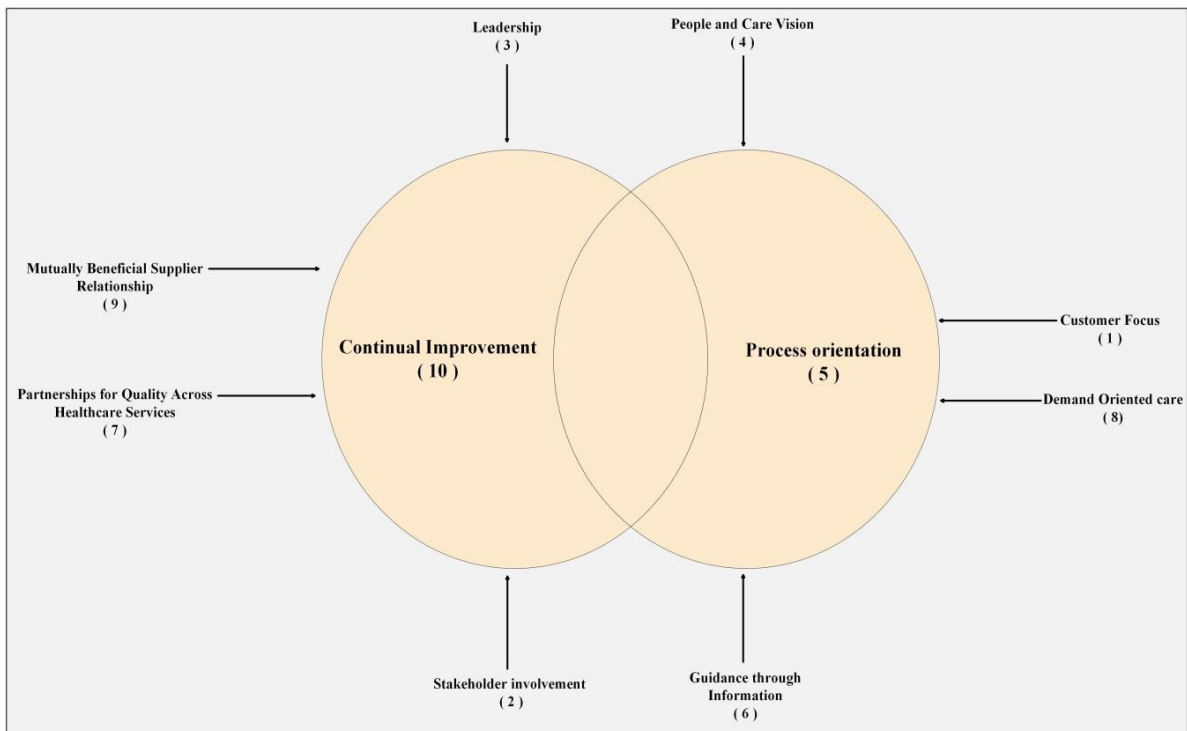 Leadership
( 3 )
People and Care Vision
( 4 )
Mutually Beneficial Supplier
Relationship
( 9 )
Continual Improvement
( 10 )
Process orientation
( 5 )
Customer Focus
( 1 )
Partnerships for Quality Across
Healthcare Services
( 7 )
Demand Oriented care
( 8)
Stakeholder involvement
( 2 )
Guidance through
Information
( 6 )